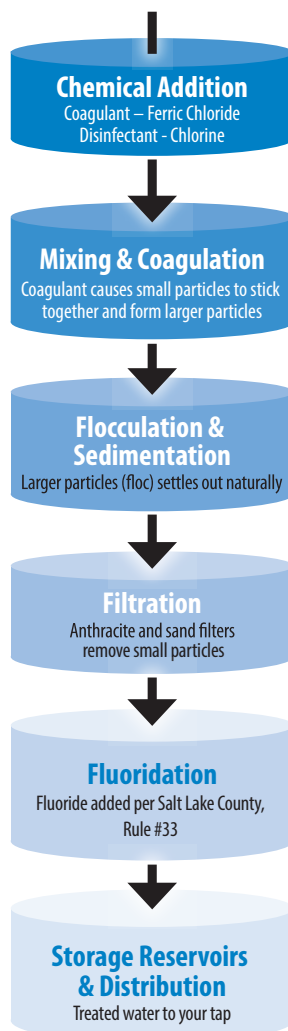 Chemical Addition
Coagulant – Ferric Chloride
Disinfectant - Chlorine
Mixing & Coagulation
Coagulant causes small particles to stick
together and form larger particles
Flocculation &
Sedimentation
Larger particles (floc) settles out naturally
Filtration
Anthracite and sand filters
remove small particles
Fluoridation
Fluoride added per Salt Lake County,
Rule #33
Storage Reservoirs
& Distribution
Treated water to your tap